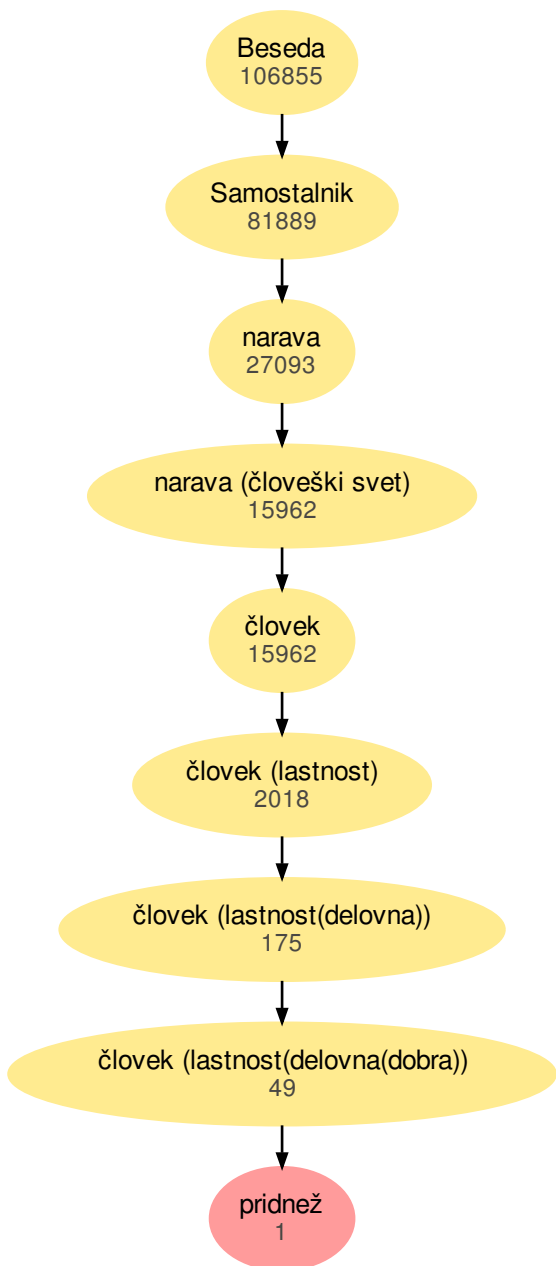 Beseda
106855
Samostalnik
81889
narava
27093
narava (človeški svet)
15962
človek
15962
človek (lastnost)
2018
človek (lastnost(delovna))
175
človek (lastnost(delovna(dobra))
49
pridnež
1